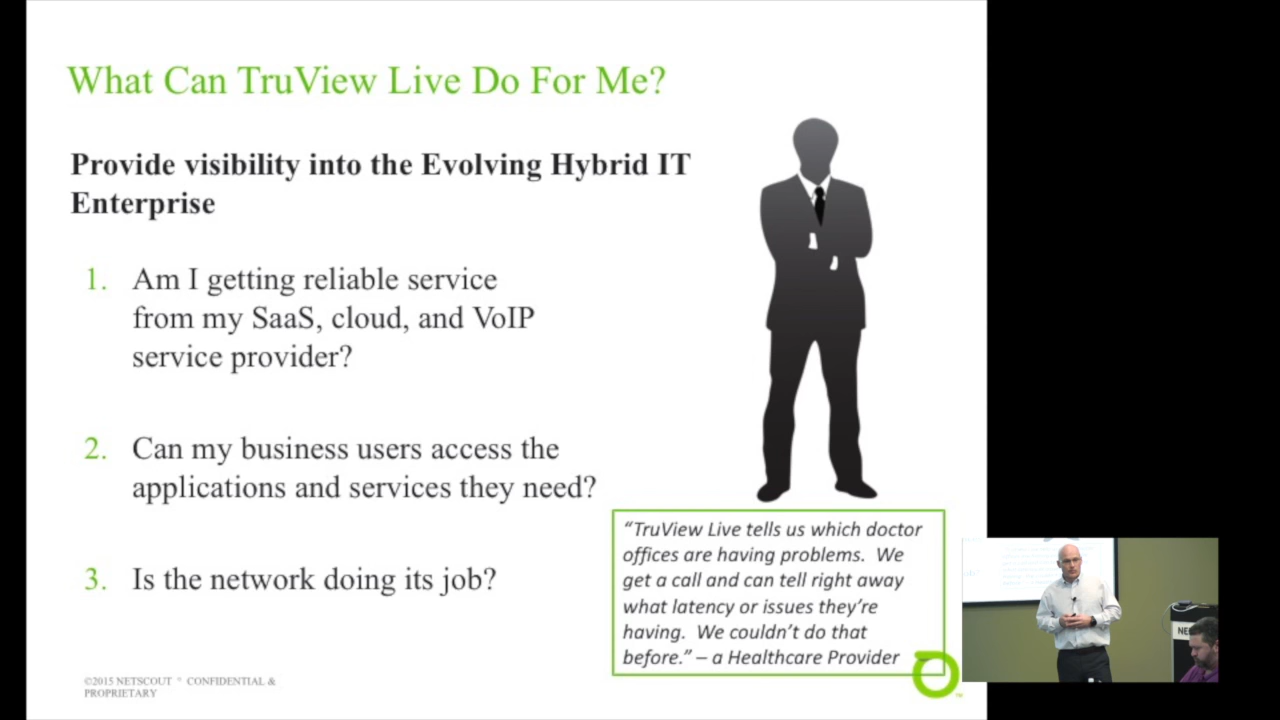 What Can TruView Live Do For Me?
Provide visibility into the Evolving Hybrid IT
Enterprise
1. Am I getting reliable service
from my SaaS, cloud, and VoIP
service provider?
2. Can my business users access the
applications and services they need?
3. Is the network doing its job?
"TruView Live tells us which doctor
offices are having problems. We
get a call and can tell right away
what latency or issues they're
having. We couldn't do that
before." – a Healthcare Provider
©2015 NETSCOUT ° CONFIDENTIAL &
PROPRIETARY
TM
NE